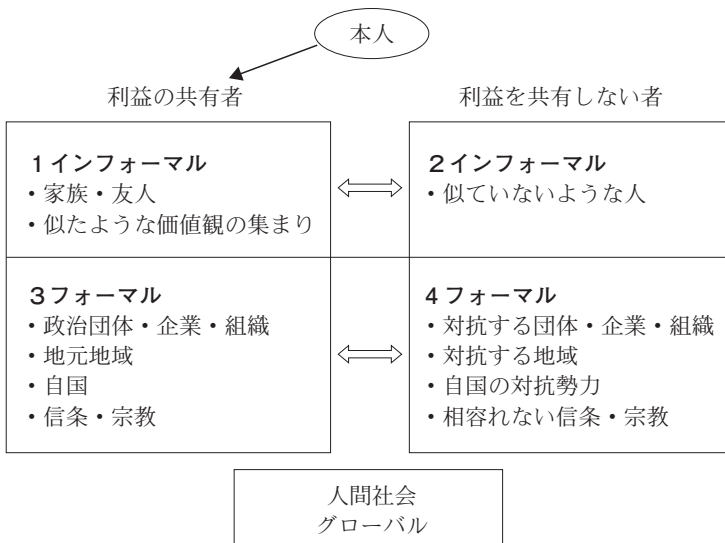 本人
利益の共有者
利益を共有しない者
1インフォーマル
・家族・友人
・似たような価値観の集まり
2インフォーマル
・似ていないような人
3フォーマル
・政治団体・企業・組織
・地元地域
・自国
・信条・宗教
4フォーマル
・対抗する団体・企業・組織
・対抗する地域
・自国の対抗勢力
・相容れない信条・宗教
人間社会
グローバル